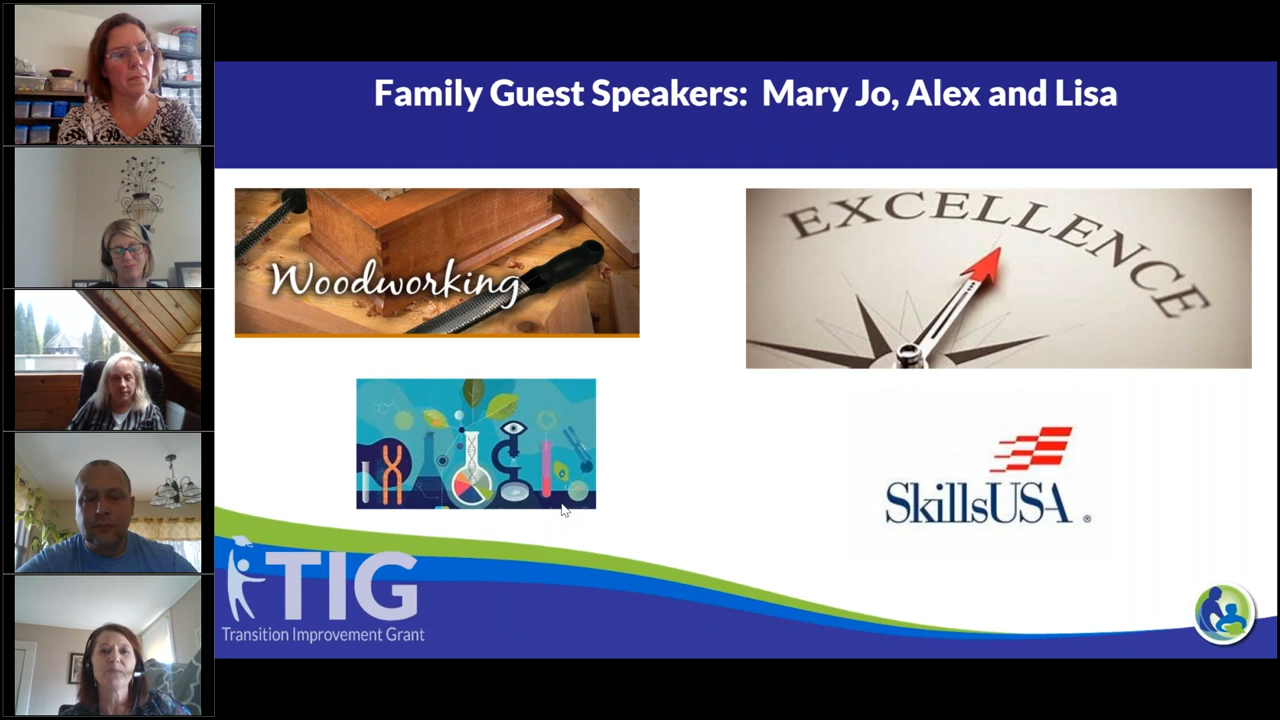 Family Guest Speakers: Mary Jo, Alex and Lisa
Woodworking
EXCELLENCE
SkillsUSA®
TIG
Transition Improvement Grant